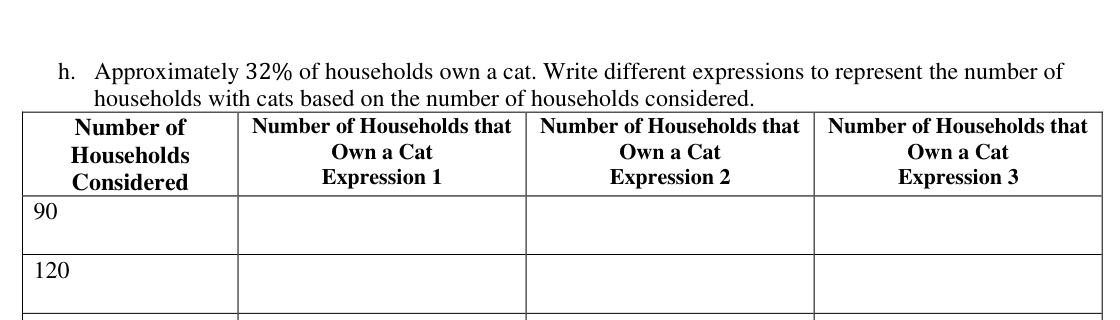 h. Approximately 32% of households own a cat. Write different expressions to represent the number of
households with cats based on the number of households considered.
Number of
Households
Considered
Number of Households that
Own a Cat
Expression 1
Number of Households that
Own a Cat
Expression 2
Number of Households that
Own a Cat
Expression 3
90
120